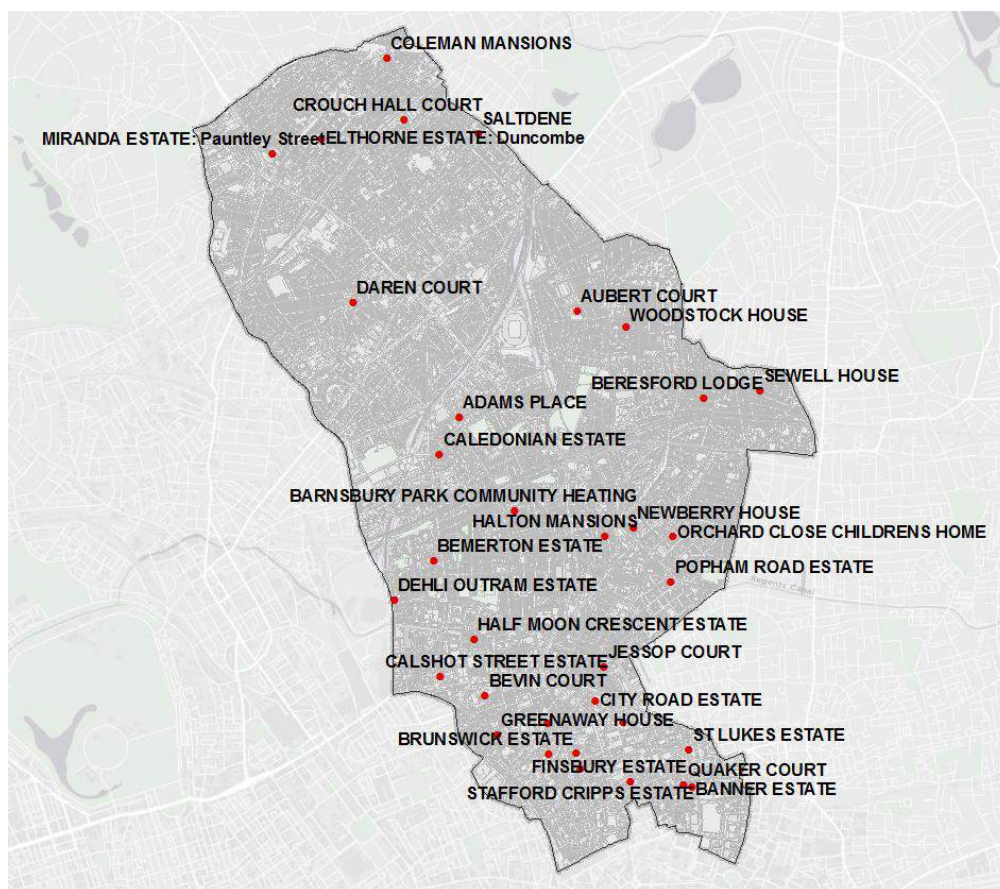 COLEMAN MANSIONS
CROUCH HALL COURT
SALTDENE
MIRANDA ESTATE: Pauntley Street
ELTHORNE ESTATE: Duncombe
DAREN COURT
AUBERT COURT
WOODSTOCK HOUSE
SEWELL HOUSE
BERESFORD LODGE
ADAMS PLACE
CALEDONIAN ESTATE
BARNSBURY PARK COMMUNITY HEATING
NEWBERRY HOUSE
HALTON MANSIONS
ORCHARD CLOSE CHILDRENS HOME
BEMERTON ESTATE
POPHAM ROAD ESTATE
Regents Canal
DEHLI OUTRAM ESTATE
HALF MOON CRESCENT ESTATE
JESSOP COURT
CALSHOT STREET ESTATE
BEVIN COURT
CITY ROAD ESTATE
GREENAWAY HOUSE
ST LUKES ESTATE
BRUNSWICK ESTATE
FINSBURY ESTATE
QUAKER COURT
STAFFORD CRIPPS ESTATE
BANNER ESTATE